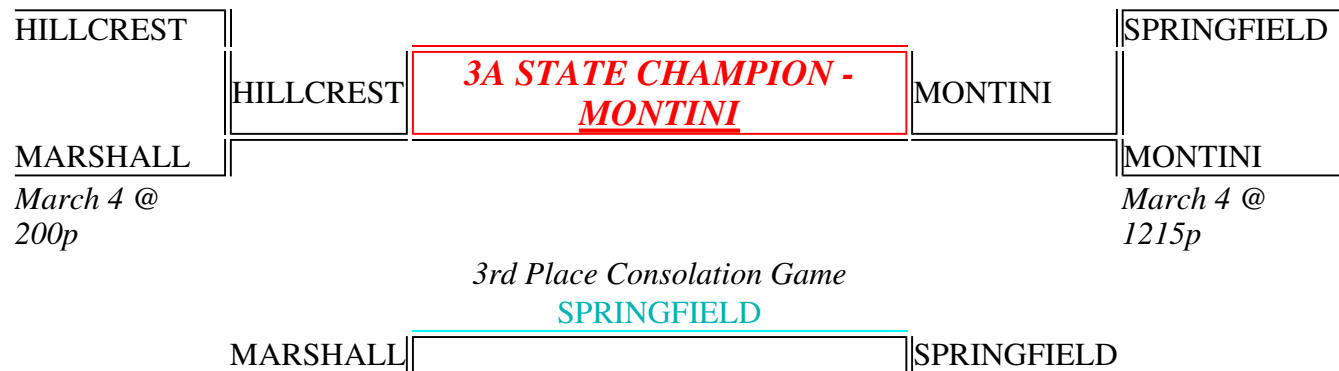 HILLCREST
SPRINGFIELD
HILLCREST
3A STATE CHAMPION -
MONTINI
MONTINI
MARSHALL
MONTINI
March 4 @
200p
March 4 @
1215p
3rd Place Consolation Game
SPRINGFIELD
MARSHALL
SPRINGFIELD